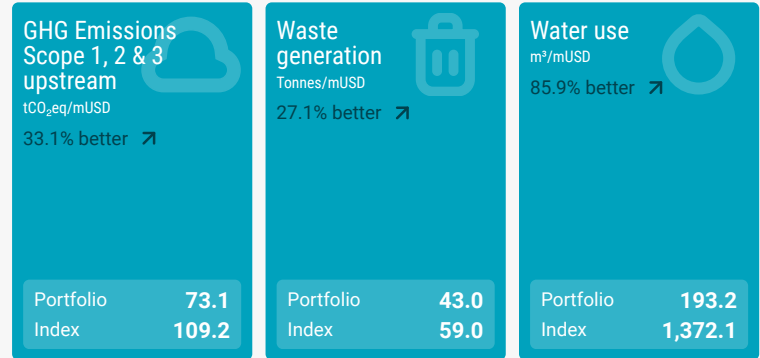 GHG Emissions
Scope 1, 2 & 3
upstream
tCO₂eq/mUSD
33.1% better
Portfolio 73.1
Index 109.2
Waste
generation
Tonnes/mUSD
27.1% better
Portfolio 43.0
Index 59.0
Water use
m³/mUSD
85.9% better
Portfolio 193.2
Index 1,372.1